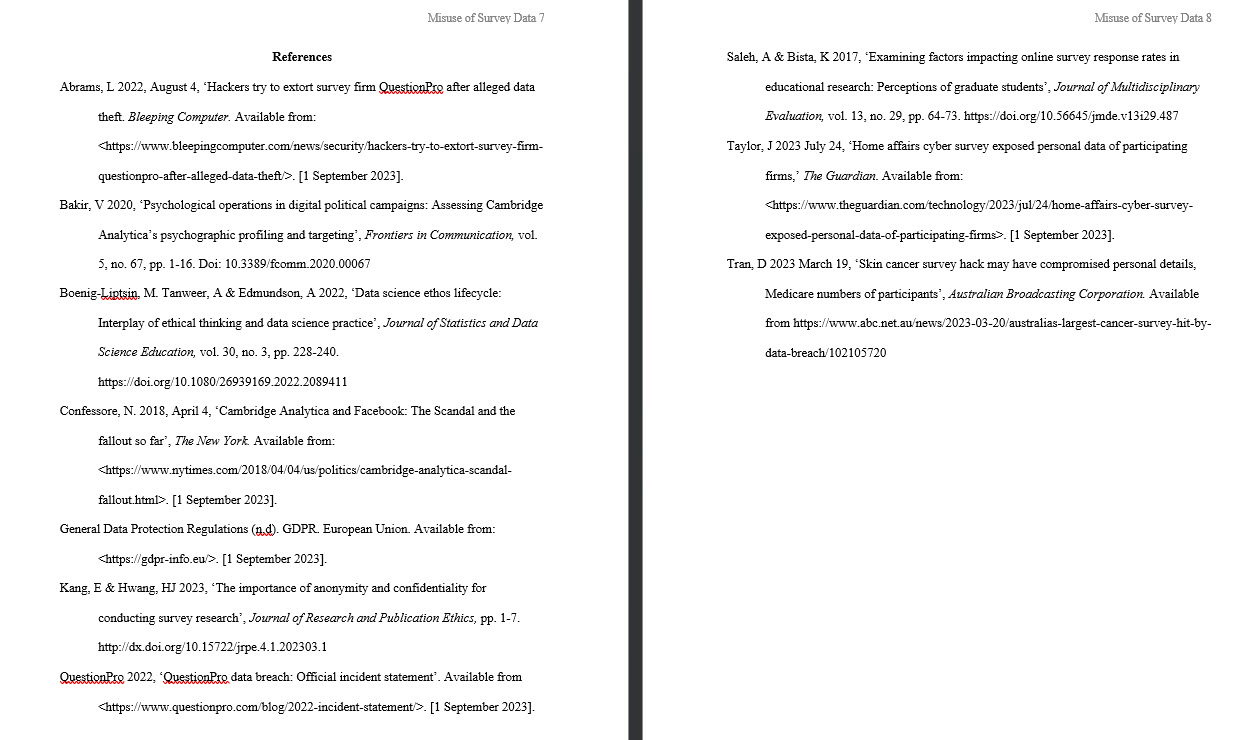 Misuse of Survey Data 7
References
Abrams, L 2022, August 4, ‘Hackers try to extort survey firm QuestionPro after alleged data
theft. Bleeping Computer. Available from:
<https://www.bleepingcomputer.com/news/security/hackers-try-to-extort-survey-firm-
questionpro-after-alleged-data-theft/>. [1 September 2023].
Bakir, V 2020, ‘Psychological operations in digital political campaigns: Assessing Cambridge
Analytica’s psychographic profiling and targeting’, Frontiers in Communication, vol.
5, no. 67, pp. 1-16. Doi: 10.3389/fcomm.2020.00067
Boenig-Liptsin, M. Tanweer, A & Edmundson, A 2022, ‘Data science ethos lifecycle:
Interplay of ethical thinking and data science practice’, Journal of Statistics and Data
Science Education, vol. 30, no. 3, pp. 228-240.
https://doi.org/10.1080/26939169.2022.2089411
Confessore, N. 2018, April 4, ‘Cambridge Analytica and Facebook: The Scandal and the
fallout so far’, The New York. Available from:
<https://www.nytimes.com/2018/04/04/us/politics/cambridge-analytica-scandal-
fallout.html>. [1 September 2023].
General Data Protection Regulations (n.d). GDPR. European Union. Available from:
<https://gdpr-info.eu/>. [1 September 2023].
Kang, E & Hwang, HJ 2023, ‘The importance of anonymity and confidentiality for
conducting survey research’, Journal of Research and Publication Ethics, pp. 1-7.
http://dx.doi.org/10.15722/jrpe.4.1.202303.1
QuestionPro 2022, ‘QuestionPro data breach: Official incident statement’. Available from
<https://www.questionpro.com/blog/2022-incident-statement/>. [1 September 2023].
Misuse of Survey Data 8
Saleh, A & Bista, K 2017, ‘Examining factors impacting online survey response rates in
educational research: Perceptions of graduate students’, Journal of Multidisciplinary
Evaluation, vol. 13, no. 29, pp. 64-73. https://doi.org/10.56645/jmde.v13i29.487
Taylor, J 2023 July 24, ‘Home affairs cyber survey exposed personal data of participating
firms,’ The Guardian. Available from:
<https://www.theguardian.com/technology/2023/jul/24/home-affairs-cyber-survey-
exposed-personal-data-of-participating-firms>. [1 September 2023].
Tran, D 2023 March 19, ‘Skin cancer survey hack may have compromised personal details,
Medicare numbers of participants’, Australian Broadcasting Corporation. Available
from https://www.abc.net.au/news/2023-03-20/australias-largest-cancer-survey-hit-by-
data-breach/102105720